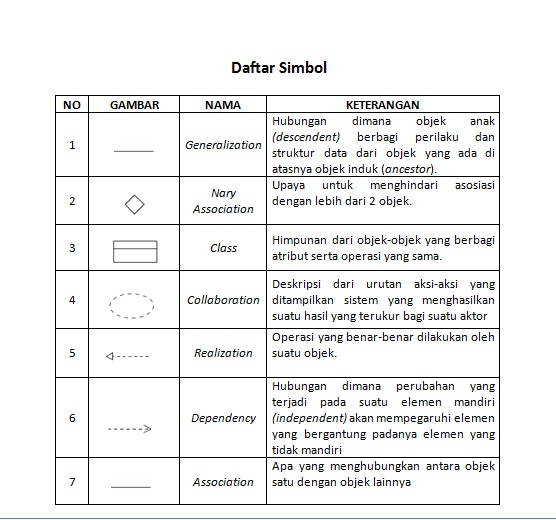 Daftar Simbol
NO GAMBAR NAMA KETERANGAN
1 Generalization
Hubungan dimana objek anak
(descendent) berbagi perilaku dan
struktur data dari objek yang ada di
atasnya objek induk (ancestor).
2 Nary
Association
Upaya untuk menghindari asosiasi
dengan lebih dari 2 objek.
3 Class
Himpunan dari objek-objek yang berbagi
atribut serta operasi yang sama.
4 Collaboration
Deskripsi dari urutan aksi-aksi yang
ditampilkan sistem yang menghasilkan
suatu hasil yang terukur bagi suatu aktor
5 Realization
Operasi yang benar-benar dilakukan oleh
suatu objek.
6 Dependency
Hubungan dimana perubahan yang
terjadi pada suatu elemen mandiri
(independent) akan mempegaruhi elemen
yang bergantung padanya elemen yang
tidak mandiri
7 Association
Apa yang menghubungkan antara objek
satu dengan objek lainnya